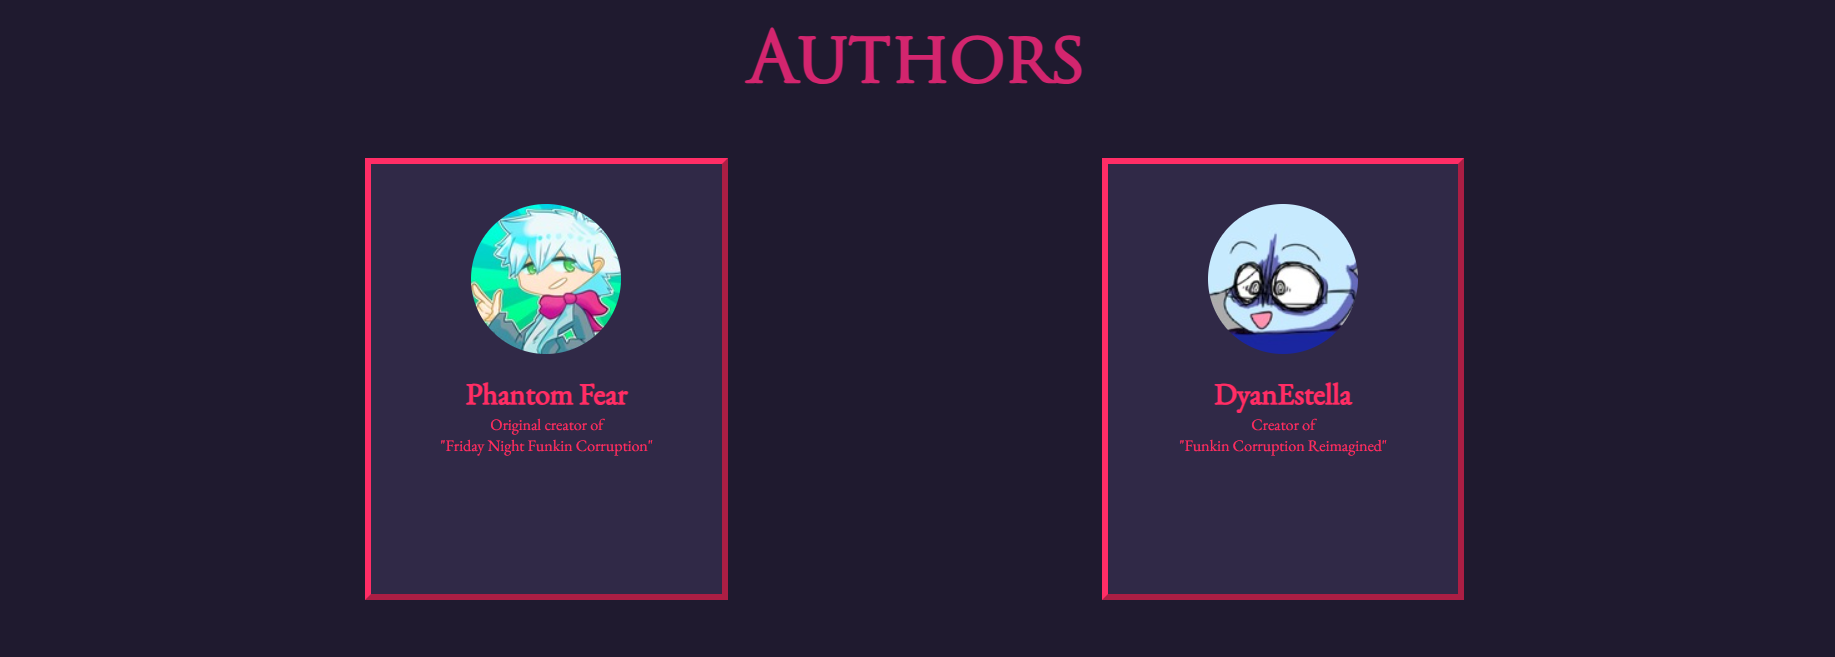 AUTHORS
Phantom Fear
Original creator of
"Friday Night Funkin Corruption"
DyanEstella
Creator of
"Funkin Corruption Reimagined"